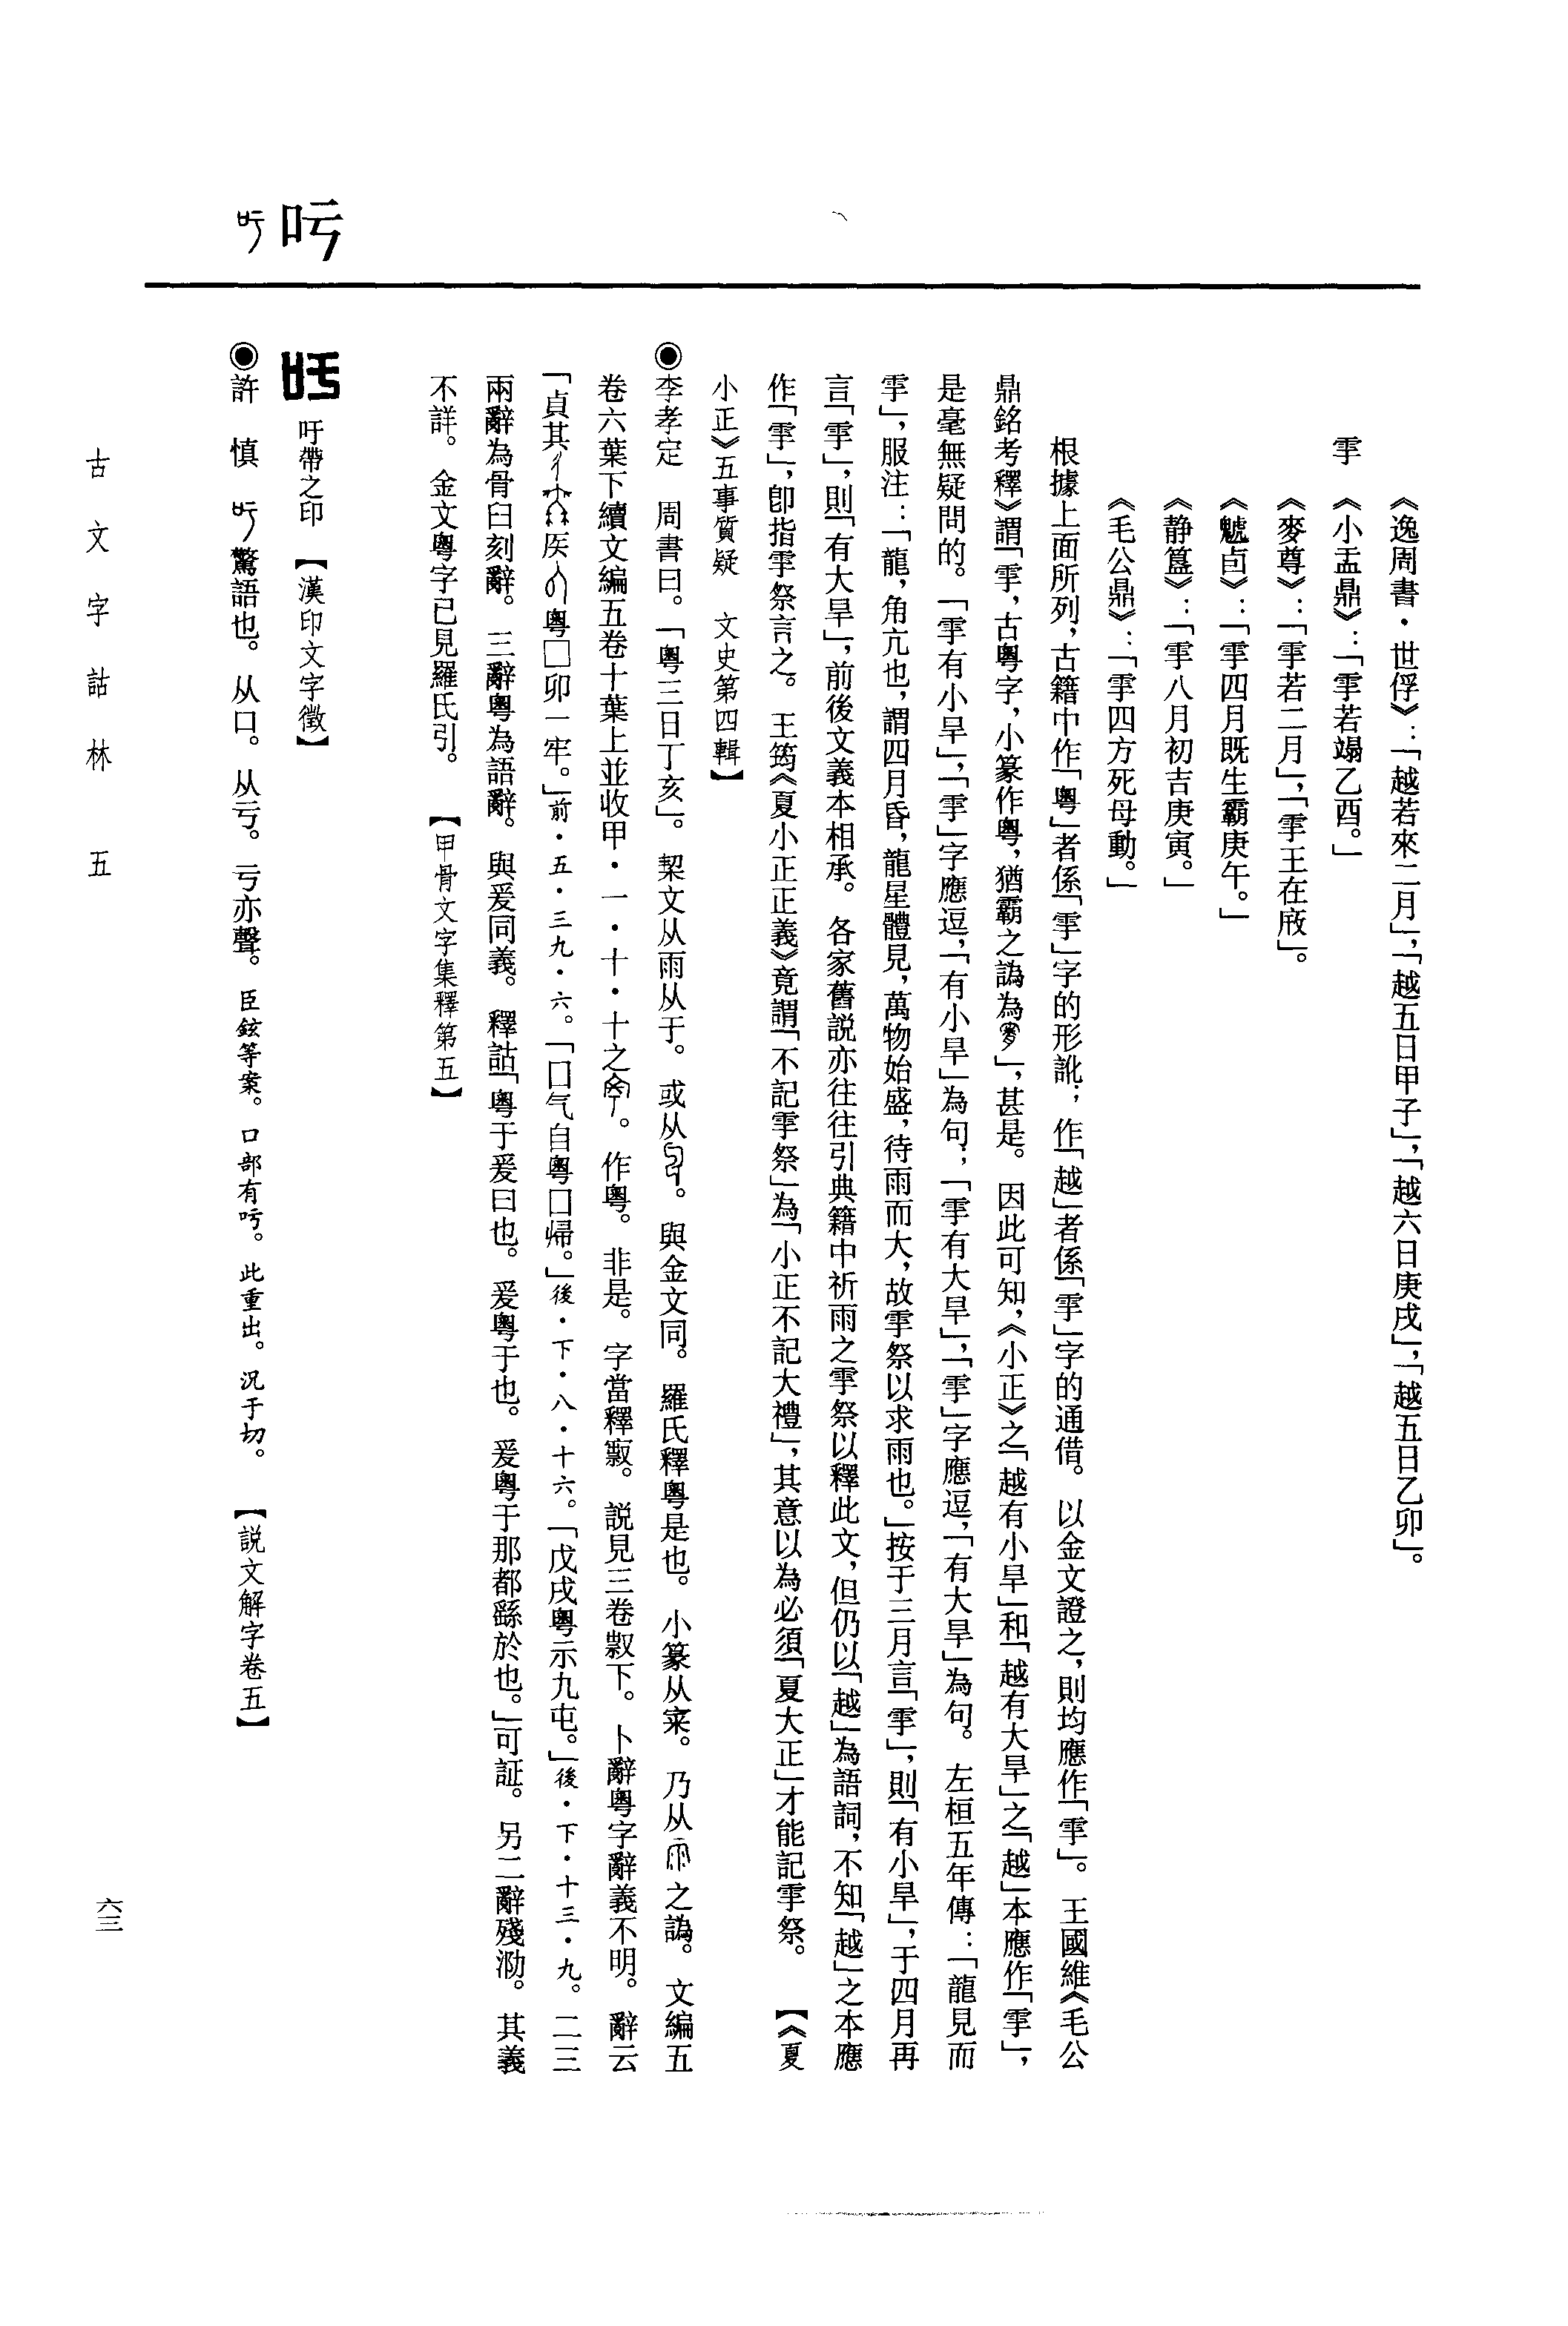 《逸周書·世俘》：「越若來二月」，「越五日甲子」，「越六日庚戌」，「越五日乙卯」。
雩　《小盂鼎》：「雩若翊乙酉。」
《麥尊》：「雩若二月」，「雩王在㡴」。
《䰧卣》：「雩四月既生霸庚午。」
《静簋》：「雩八月初吉庚寅。」
《毛公鼎》：「雩四方死母動。」
根據上面所列，古籍中作「粵」者係「雩」字的形訛；作「越」者係「雩」字的通借。以金文證之，則均應作「雩」。王國維《毛公
鼎銘考釋》謂「雩，古粵字，小篆作粵，猶霸之譌為」，甚是。因此可知，《小正》之「越有小旱」和「越有大旱」之「越」本應作「雩」，
是毫無疑問的。「雩有小旱」，「雩」字應逗，「有小旱」為句；「雩有大旱」，「雩」字應逗，「有大旱」為句。左桓五年傳：「龍見而
雩」，服注：「龍，角亢也，謂四月昏，龍星體見，萬物始盛，待雨而大，故雩祭以求雨也。」按于三月言「雩」，則「有小旱」，于四月再
言「雩」，則「有大旱」，前後文義本相承。各家舊説亦往往引典籍中祈雨之雩祭以釋此文，但仍以「越」為語詞，不知「越」之本應
作「雩」，即指雩祭言之。王筠《夏小正正義》竟謂「不記雩祭」為「小正不記大禮」，其意以為必須「夏大正」才能記雩祭。【《夏
小正》五事質疑　文史第四輯】
◉李孝定　周書曰。「粵三日丁亥」。栔文从雨从于。或从。與金文同。羅氏釋粵是也。小篆从宷。乃从之譌。文編五
卷六葉下續文編五卷十葉上並收甲·一·十·十之。作粵。非是。字當釋㝮。説見三卷㕡下。卜辭粵字辭義不明。辭云
「貞其疾粵□卯一牢。」前·五·三九·六。「囗气自粵囗帰。」後·下·八·十六。「戊戌粵示九屯。」後·下·十三·九。二三
兩辭為骨臼刻辭。三辭粵為語辭。與爰同義。釋詁「粵于爰曰也。爰粵于也。爰粵于那都繇於也。」可証。另二辭殘泐。其義
不詳。金文粵字已見羅氏引。【甲骨文字集釋第五】
吁
吁帶之印　【漢印文字徵】
◉許　慎　驚語也。从口。从亏。亏亦聲。臣鉉等案。口部有吁。此重出。況于切。【説文解字卷五】
古文字詁林　五
六三